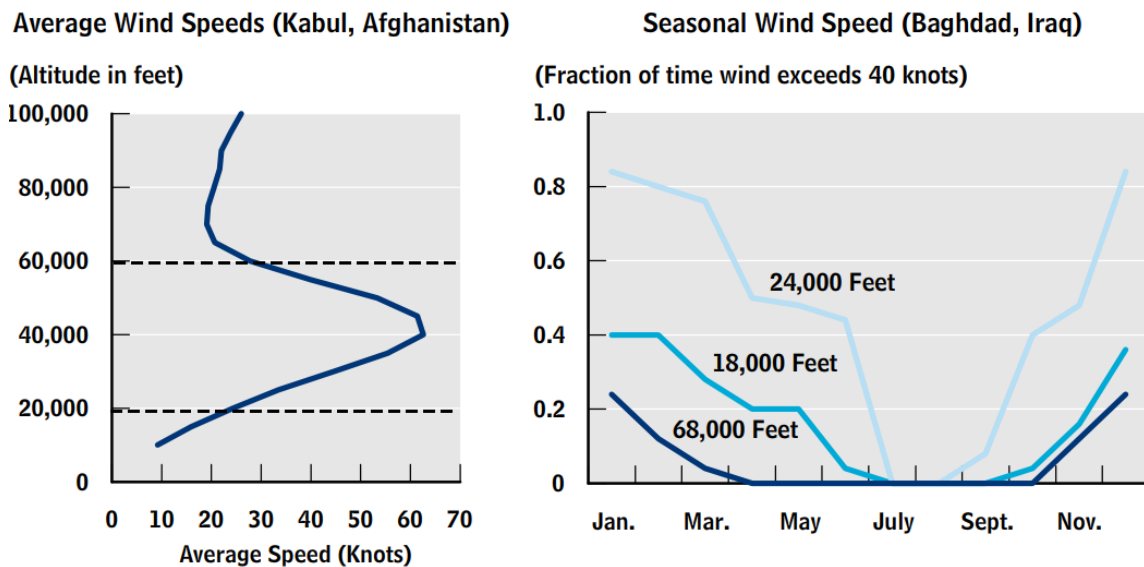 Average Wind Speeds (Kabul, Afghanistan)
(Altitude in feet)
100,000
80,000
60,000
40,000
20,000
0
0 10 20 30 40 50 60 70
Average Speed (Knots)
Seasonal Wind Speed (Baghdad, Iraq)
(Fraction of time wind exceeds 40 knots)
1.0
0.8
0.6
0.4
0.2
0
24,000 Feet
18,000 Feet
68,000 Feet
Jan. Mar. May July Sept. Nov.